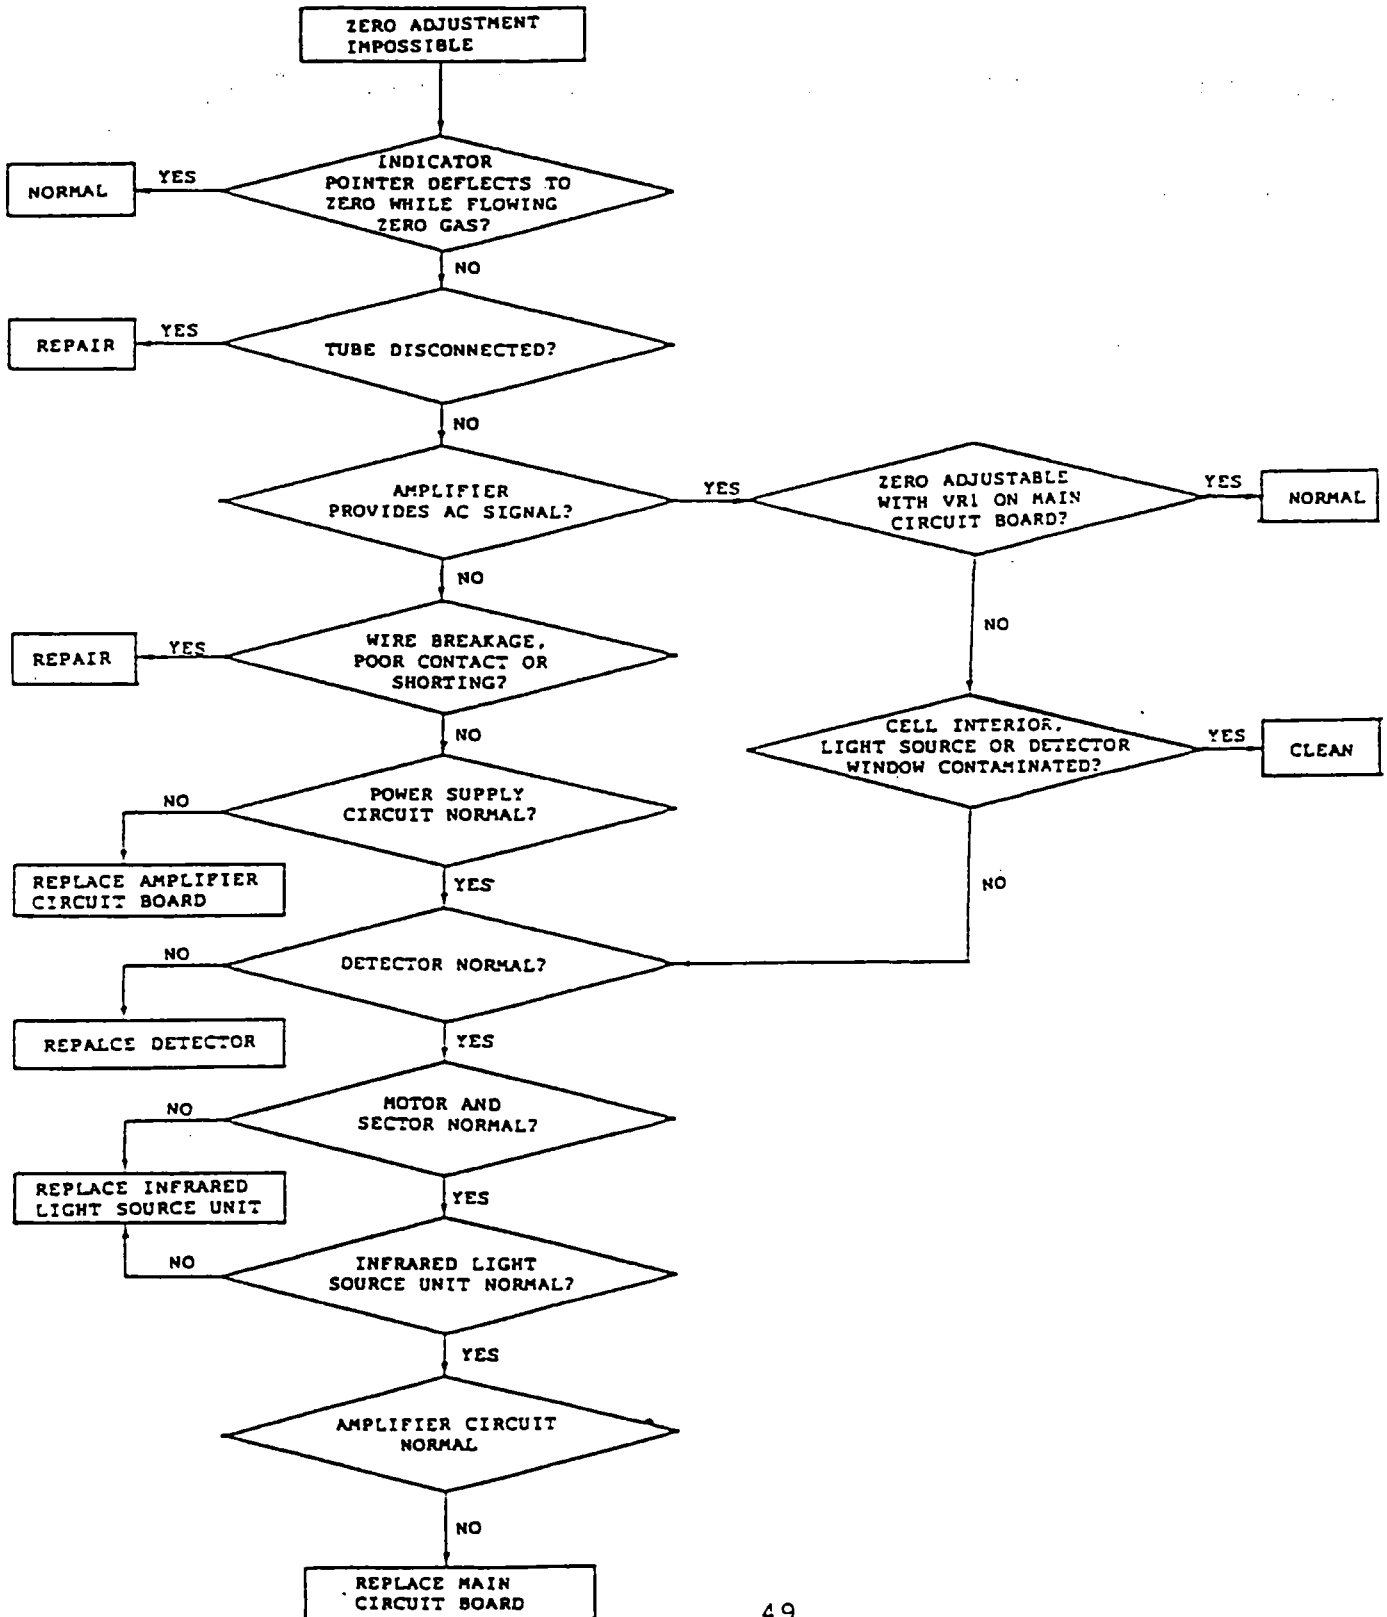 ZERO ADJUSTMENT
IMPOSSIBLE
INDICATOR
POINTER DEFLECTS TO
ZERO WHILE FLOWING
ZERO GAS?
YES
NORMAL
NO
TUBE DISCONNECTED?
YES
REPAIR
NO
AMPLIFIER
PROVIDES AC SIGNAL?
YES
ZERO ADJUSTABLE
WITH VR1 ON MAIN
CIRCUIT BOARD?
YES
NORMAL
NO
NO
WIRE BREAKAGE,
POOR CONTACT OR
SHORTING?
YES
REPAIR
NO
CELL INTERIOR,
LIGHT SOURCE OR DETECTOR
WINDOW CONTAMINATED?
YES
CLEAN
NO
POWER SUPPLY
CIRCUIT NORMAL?
NO
REPLACE AMPLIFIER
CIRCUIT BOARD
YES
DETECTOR NORMAL?
NO
REPALCE DETECTOR
YES
MOTOR AND
SECTOR NORMAL?
NO
REPLACE INFRARED
LIGHT SOURCE UNIT
YES
INFRARED LIGHT
SOURCE UNIT NORMAL?
NO
YES
AMPLIFIER CIRCUIT
NORMAL
NO
REPLACE MAIN
CIRCUIT BOARD
49